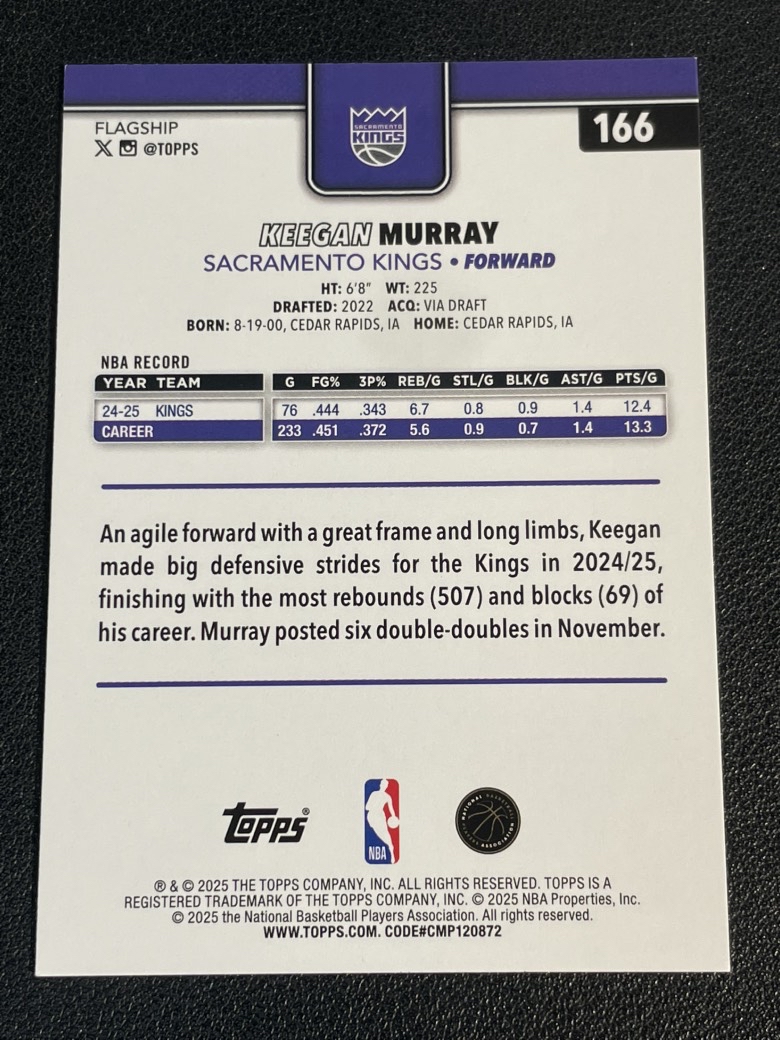 FLAGSHIP
@TOPPS
166
SACRAMENTO
KINGS
KEEGAN MURRAY
SACRAMENTO KINGS • FORWARD
HT: 6'8" WT: 225
DRAFTED: 2022 ACQ: VIA DRAFT
BORN: 8-19-00, CEDAR RAPIDS, IA HOME: CEDAR RAPIDS, IA
NBA RECORD
YEAR TEAM G FG% 3P% REB/G STL/G BLK/G AST/G PTS/G
24-25 KINGS 76 .444 .343 6.7 0.8 0.9 1.4 12.4
CAREER 233 .451 .372 5.6 0.9 0.7 1.4 13.3
An agile forward with a great frame and long limbs, Keegan
made big defensive strides for the Kings in 2024/25,
finishing with the most rebounds (507) and blocks (69) of
his career. Murray posted six double-doubles in November.
Topps®
NBA
NATIONAL BASKETBALL PLAYERS ASSOCIATION
® & © 2025 THE TOPPS COMPANY, INC. ALL RIGHTS RESERVED. TOPPS IS A
REGISTERED TRADEMARK OF THE TOPPS COMPANY, INC. © 2025 NBA Properties, Inc.
© 2025 the National Basketball Players Association. All rights reserved.
WWW.TOPPS.COM. CODE#CMP120872